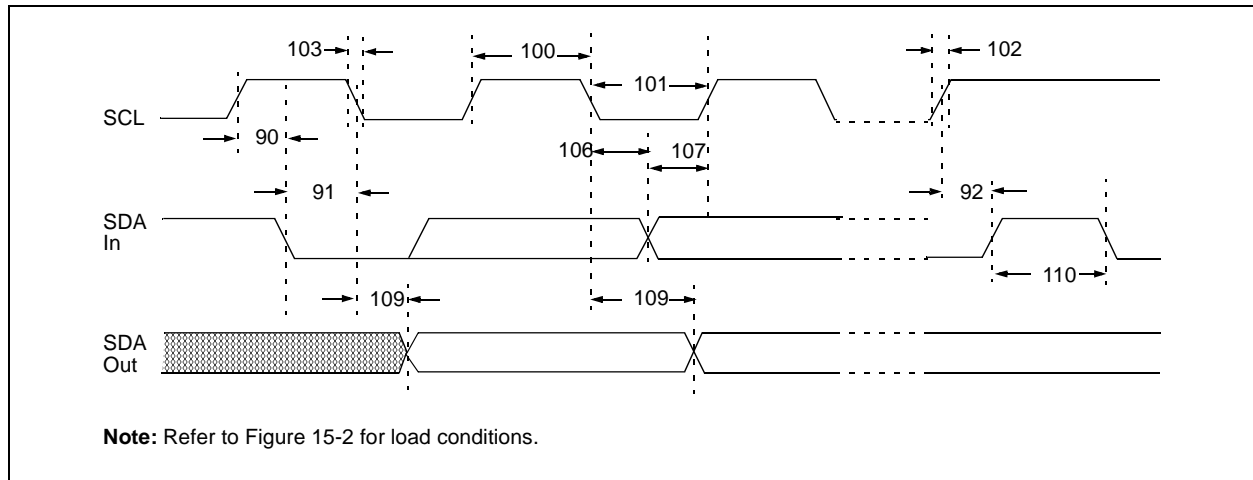 103
100
102
101
SCL
90
106
107
91
92
SDA
In
110
109
109
SDA
Out
Note: Refer to Figure 15-2 for load conditions.